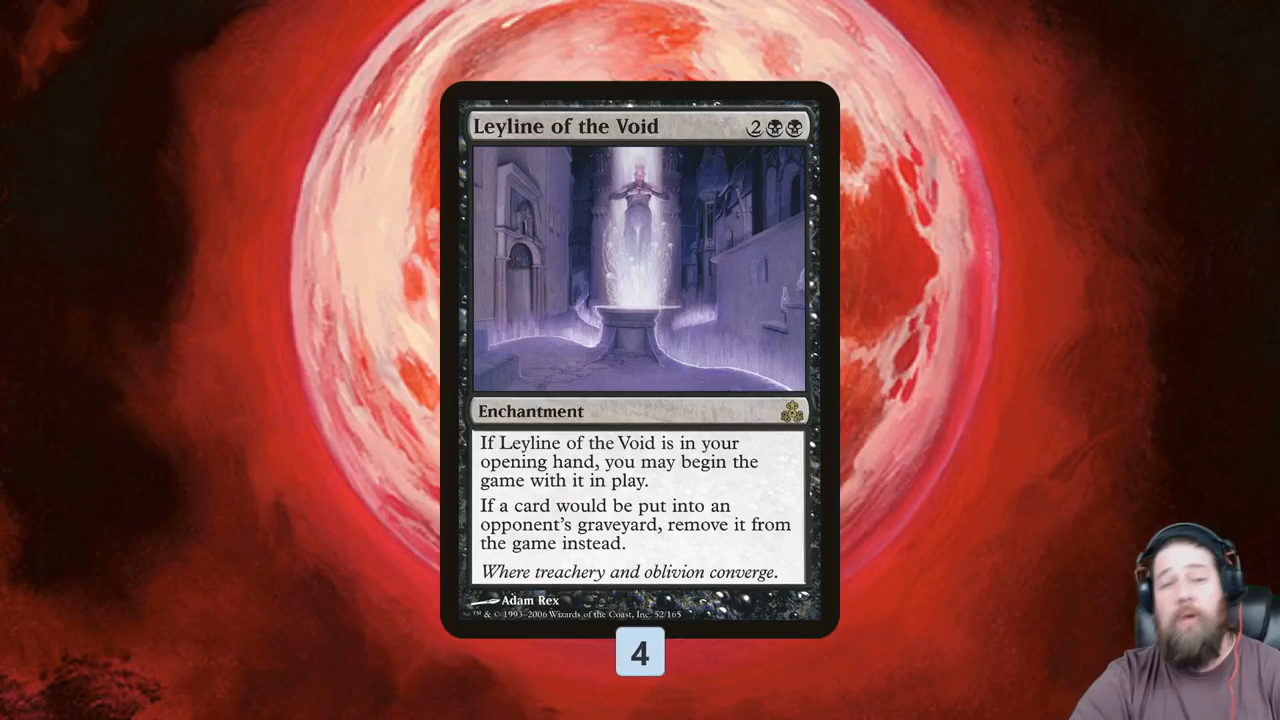 Leyline of the Void 2
Enchantment
If Leyline of the Void is in your
opening hand, you may begin the
game with it in play.
If a card would be put into an
opponent's graveyard, remove it from
the game instead.
Where treachery and oblivion converge.
Adam Rex
™ & © 1993–2006 Wizards of the Coast, Inc. 52/165
4